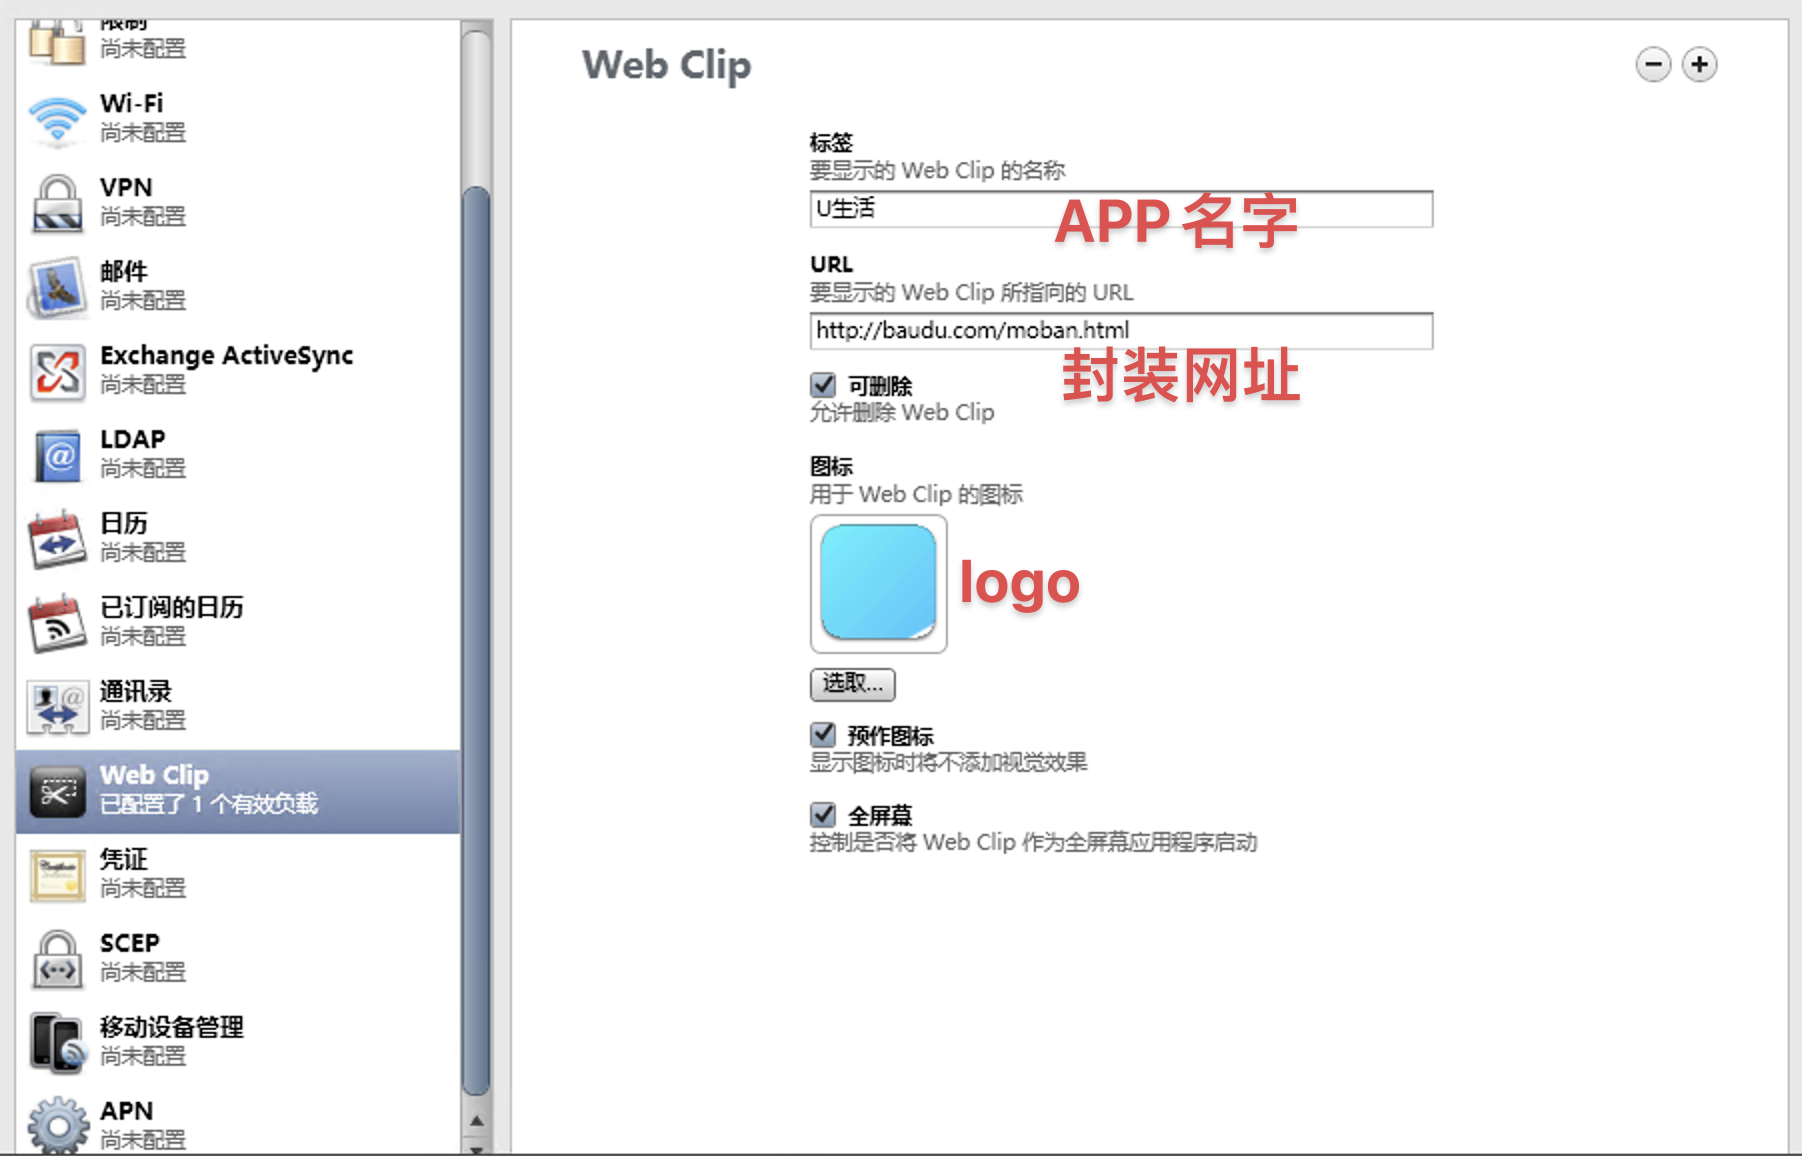 限制
尚未配置
Wi-Fi
尚未配置
VPN
尚未配置
邮件
尚未配置
Exchange ActiveSync
尚未配置
LDAP
尚未配置
日历
尚未配置
已订阅的日历
尚未配置
通讯录
尚未配置
Web Clip
已配置了 1 个有效负载
凭证
尚未配置
SCEP
尚未配置
移动设备管理
尚未配置
APN
尚未配置
Web Clip
标签
要显示的 Web Clip 的名称
U生活
APP 名字
URL
要显示的 Web Clip 所指向的 URL
http://baudu.com/moban.html
封装网址
可删除
允许删除 Web Clip
图标
用于 Web Clip 的图标
logo
选取...
预作图标
显示图标时将不添加视觉效果
全屏幕
控制是否将 Web Clip 作为全屏幕应用程序启动